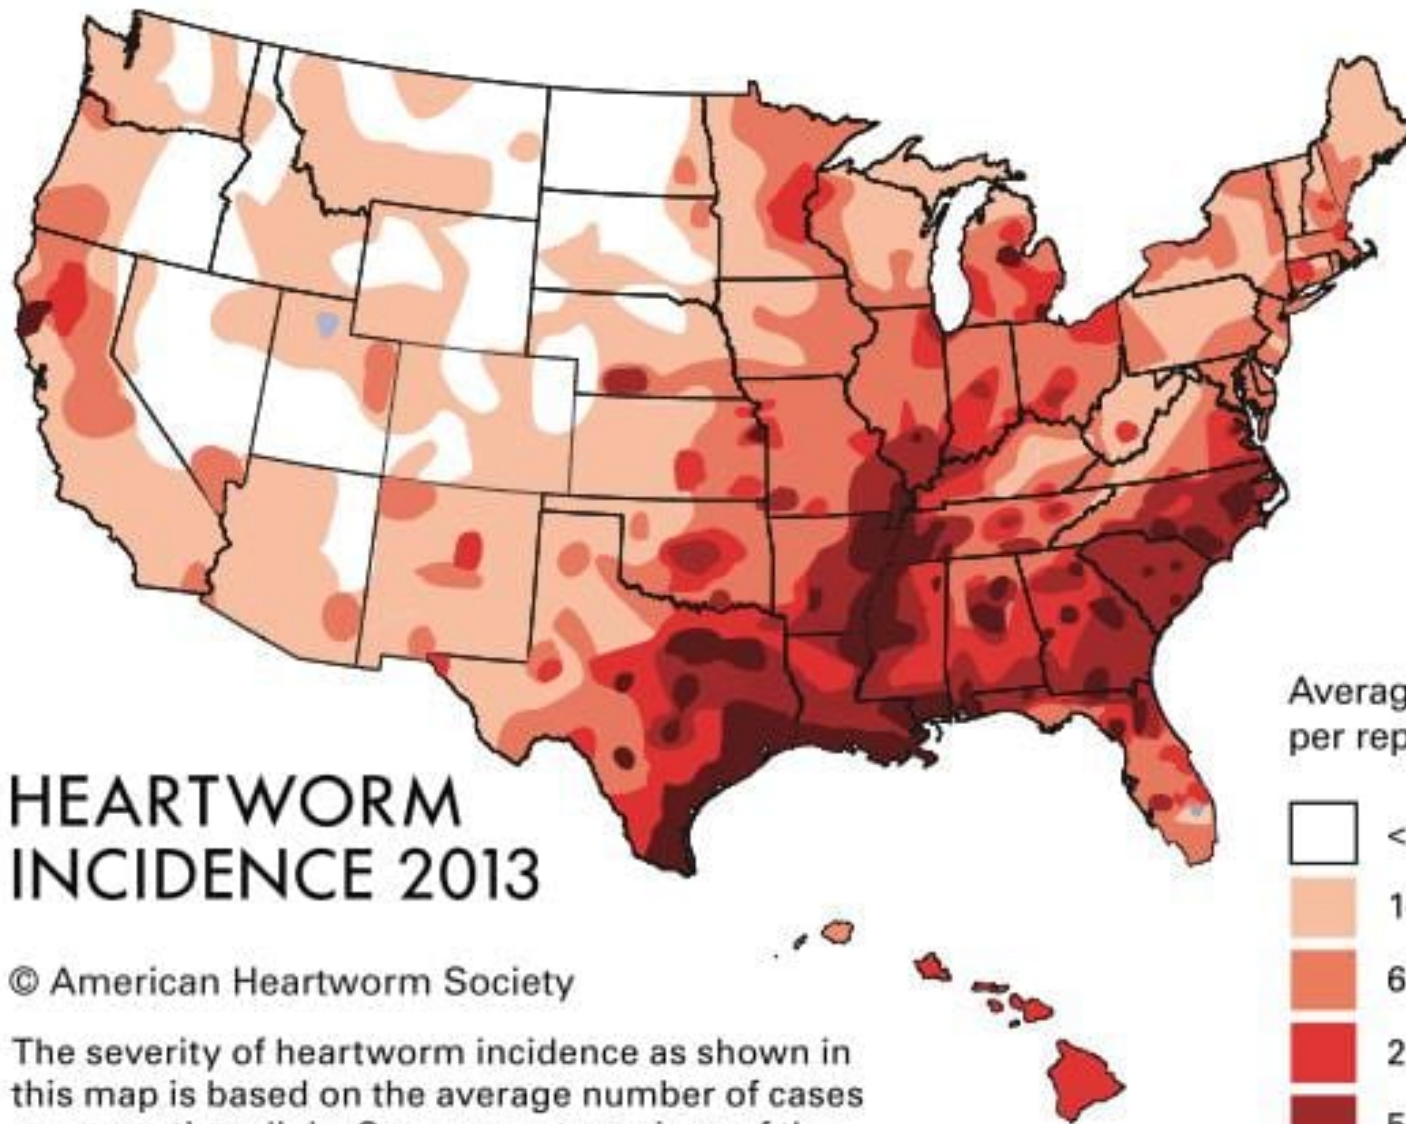 HEARTWORM
INCIDENCE 2013
© American Heartworm Society
The severity of heartworm incidence as shown in
this map is based on the average number of cases
per rep
<
1
6
2
5